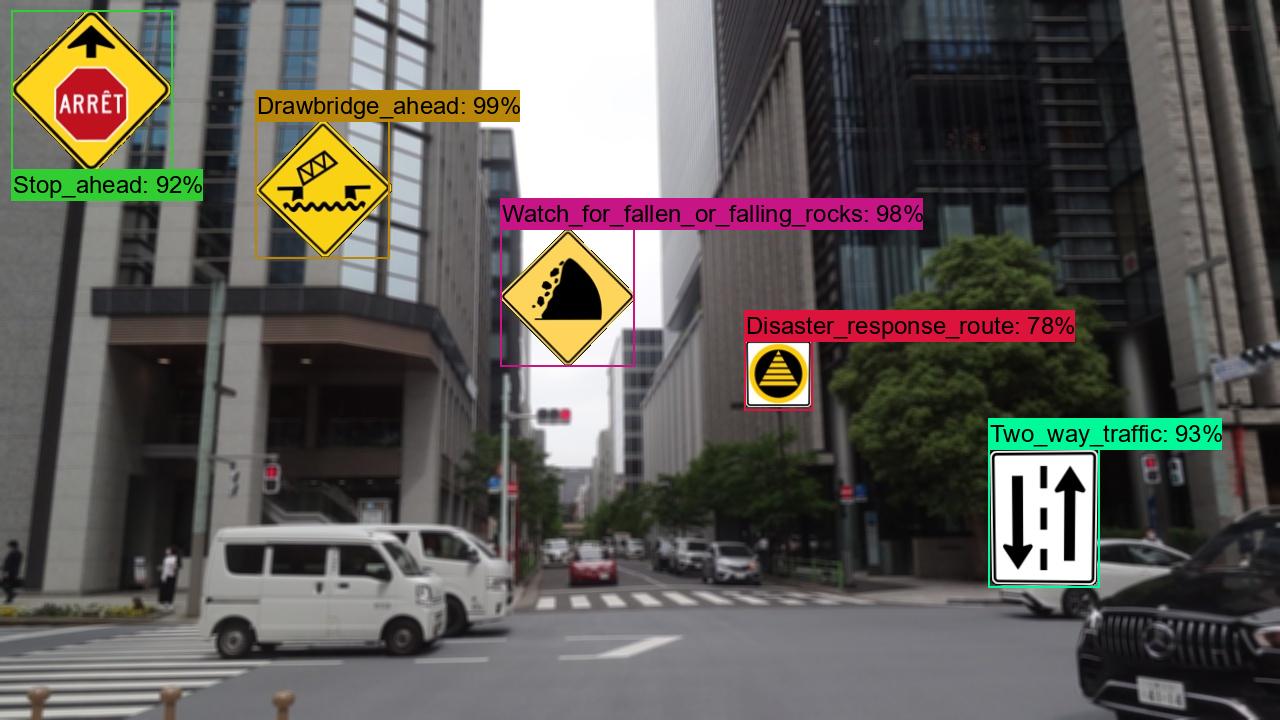 ARRÊT
Stop_ahead: 92%
Drawbridge_ahead: 99%
Watch_for_fallen_or_falling_rocks: 98%
Disaster_response_route: 78%
Two_way_traffic: 93%